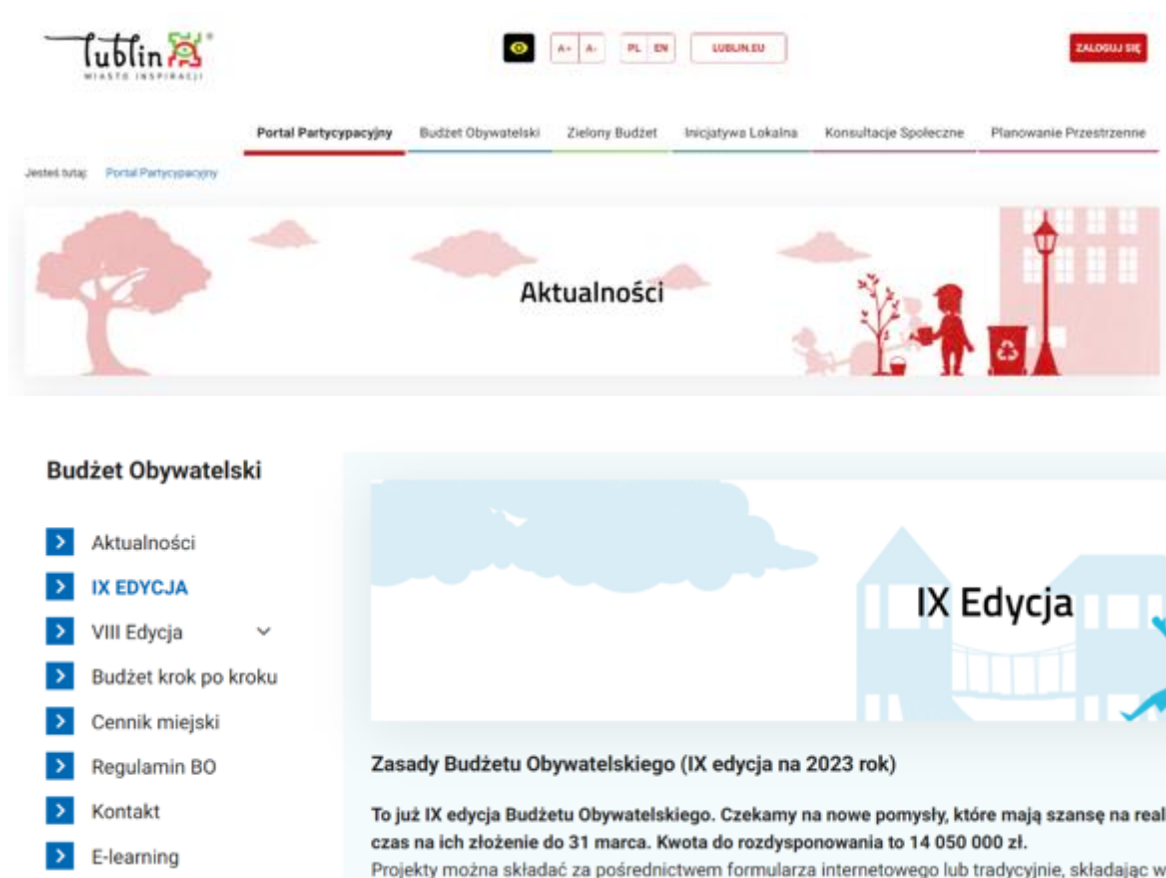 lublin
MIASTO INSPIRACJI
A+ A- PL EN LUBLIN.EU ZALOGUJ SIĘ
Portal Partycypacyjny Budżet Obywatelski Zielony Budżet Inicjatywa Lokalna Konsultacje Społeczne Planowanie Przestrzenne
Jesteś tutaj: Portal Partycypacyjny
Aktualności
Budżet Obywatelski
Aktualności
IX EDYCJA
VIII Edycja
Budżet krok po kroku
Cennik miejski
Regulamin BO
Kontakt
E-learning
IX Edycja
Zasady Budżetu Obywatelskiego (IX edycja na 2023 rok)
To już IX edycja Budżetu Obywatelskiego. Czekamy na nowe pomysły, które mają szansę na real
czas na ich złożenie do 31 marca. Kwota do rozdysponowania to 14 050 000 zł.
Projekty można składać za pośrednictwem formularza internetowego lub tradycyjnie, składając w